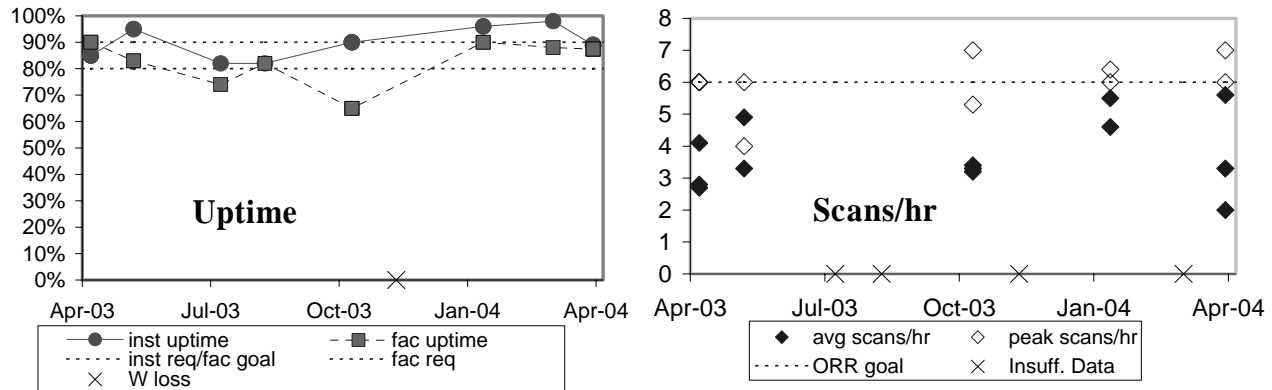 100%
90%
80%
70%
60%
50%
40%
30%
20%
10%
0%
Uptime
Apr-03 Jul-03 Oct-03 Jan-04 Apr-04
inst uptime fac uptime
inst req/fac goal fac req
W loss
8
7
6
5
4
3
2
1
0
Scans/hr
Apr-03 Jul-03 Oct-03 Jan-04 Apr-04
avg scans/hr peak scans/hr
ORR goal Insuff. Data